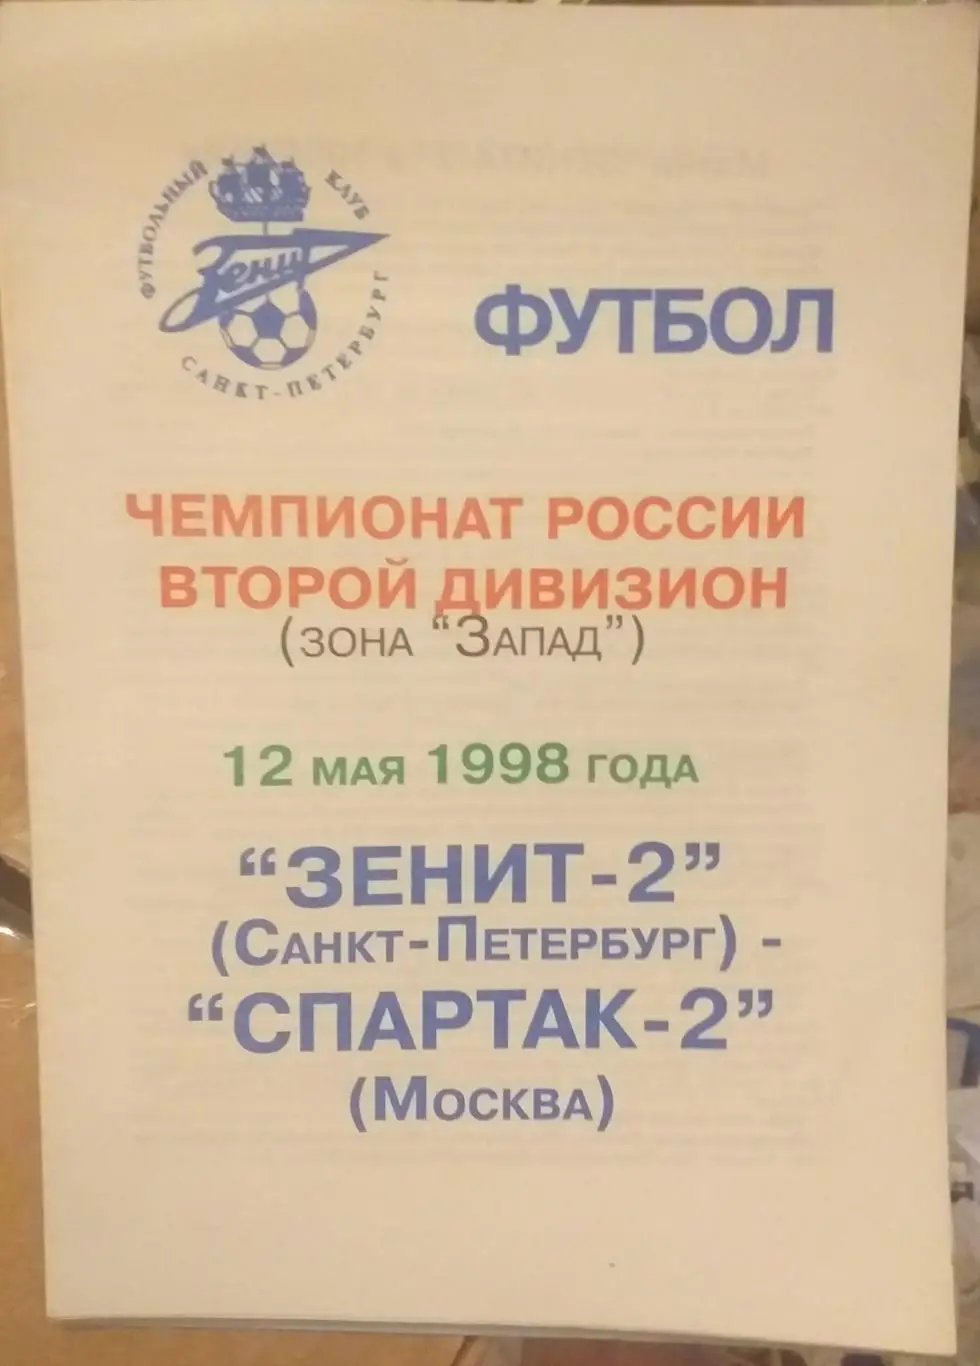 ФУТБОЛЬНЫЙ КЛУБ
Зенит
САНКТ-ПЕТЕРБУРГ
ФУТБОЛ
ЧЕМПИОНАТ РОССИИ
ВТОРОЙ ДИВИЗИОН
(ЗОНА "ЗАПАД")
12 МАЯ 1998 ГОДА
"ЗЕНИТ-2"
(САНКТ-ПЕТЕРБУРГ) -
"СПАРТАК-2"
(МОСКВА)